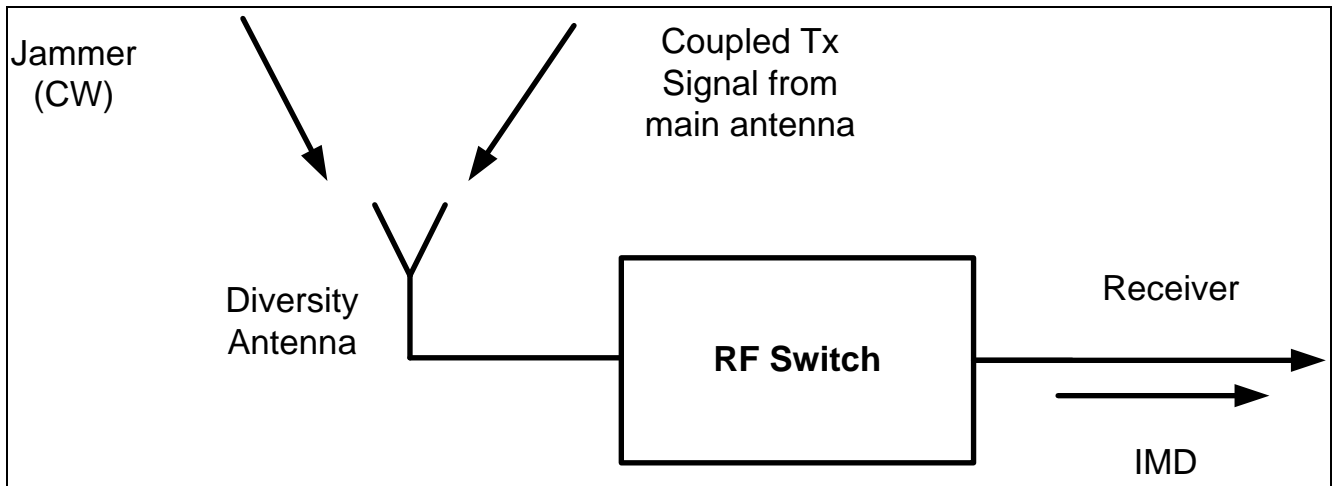 Jammer
(CW)
Coupled Tx
Signal from
main antenna
Diversity
Antenna
RF Switch
Receiver
IMD